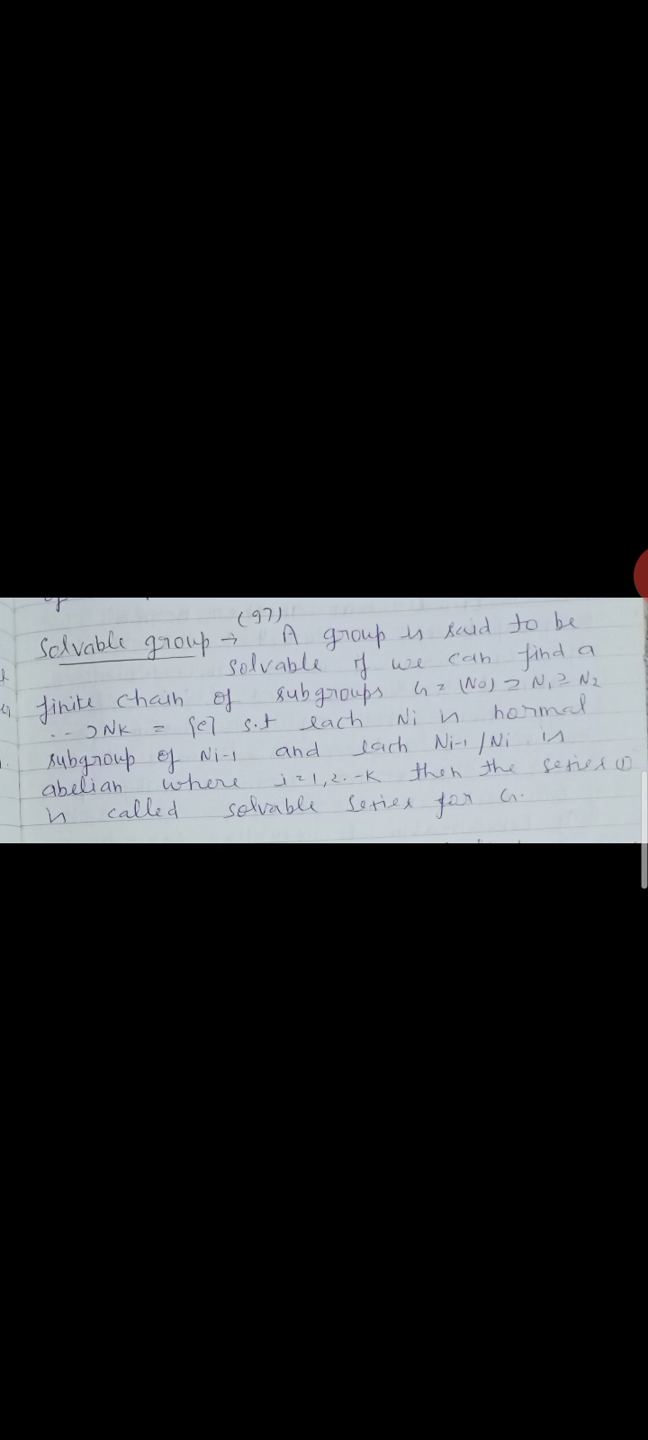 (97)
Solvable group → A group is said to be
solvable if we can find a
finite chain of subgroups G = (N0) ⊇ N1 ⊇ N2
... ⊃ NK = {e} s.t each Ni is normal
subgroup of Ni-1 and each Ni-1/Ni is
abelian where i=1,2..-K then the series ①
is called solvable series for G.